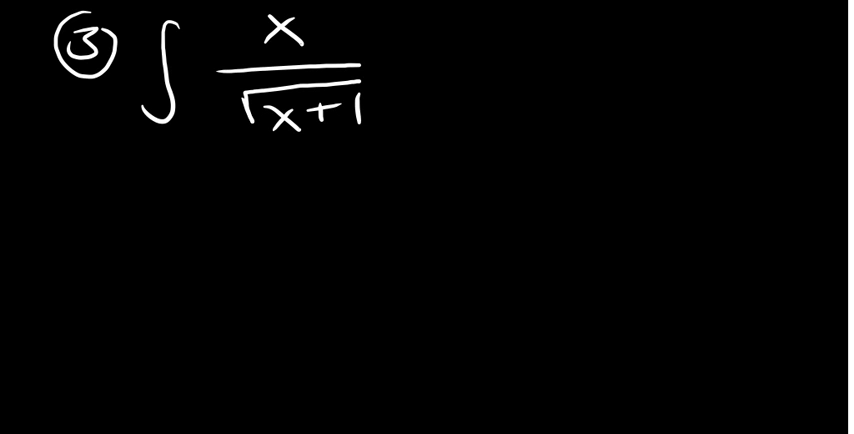 ③ ∫ x/√(x+1)